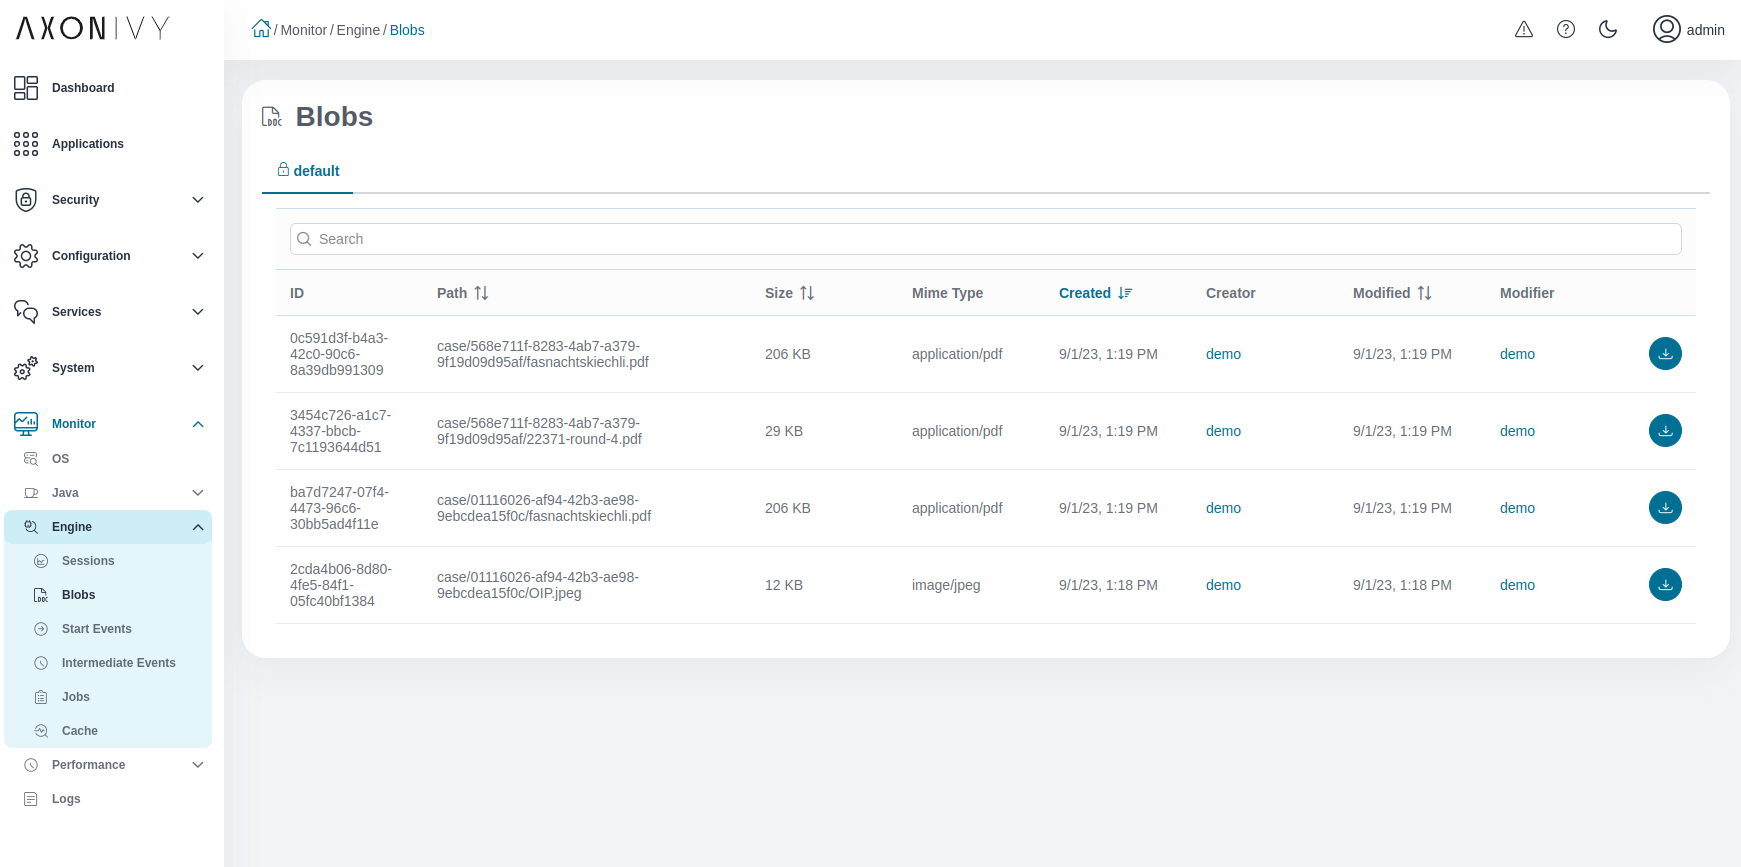 AXONIVY
/ Monitor / Engine / Blobs
admin
Dashboard
Applications
Security
Configuration
Services
System
Monitor
OS
Java
Engine
Sessions
Blobs
Start Events
Intermediate Events
Jobs
Cache
Performance
Logs
DOC Blobs
default
Search
ID Path Size Mime Type Created Creator Modified Modifier
0c591d3f-b4a3-
42c0-90c6-
8a39db991309
case/568e711f-8283-4ab7-a379-
9f19d09d95af/fasnachtskiechli.pdf
206 KB application/pdf 9/1/23, 1:19 PM demo 9/1/23, 1:19 PM demo
3454c726-a1c7-
4337-bbcb-
7c1193644d51
case/568e711f-8283-4ab7-a379-
9f19d09d95af/22371-round-4.pdf
29 KB application/pdf 9/1/23, 1:19 PM demo 9/1/23, 1:19 PM demo
ba7d7247-07f4-
4473-96c6-
30bb5ad4f11e
case/01116026-af94-42b3-ae98-
9ebcdea15f0c/fasnachtskiechli.pdf
206 KB application/pdf 9/1/23, 1:19 PM demo 9/1/23, 1:19 PM demo
2cda4b06-8d80-
4fe5-84f1-
05fc40bf1384
case/01116026-af94-42b3-ae98-
9ebcdea15f0c/OIP.jpeg
12 KB image/jpeg 9/1/23, 1:18 PM demo 9/1/23, 1:18 PM demo